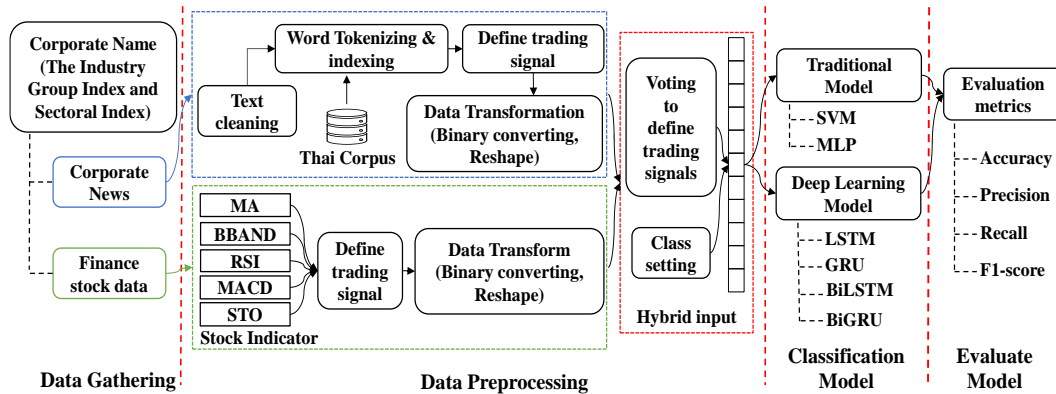 Corporate Name
(The Industry
Group Index and
Sectoral Index)
Corporate
News
Finance
stock data
Data Gathering
Word Tokenizing &
indexing
Define trading
signal
Text
cleaning
Thai Corpus
Data Transformation
(Binary converting,
Reshape)
MA
BBAND
RSI
MACD
STO
Stock Indicator
Define
trading
signal
Data Transform
(Binary converting,
Reshape)
Data Preprocessing
Voting
to
define
trading
signals
Class
setting
Hybrid input
Traditional
Model
SVM
MLP
Deep Learning
Model
LSTM
GRU
BiLSTM
BiGRU
Classification
Model
Evaluation
metrics
Accuracy
Precision
Recall
F1-score
Evaluate
Model